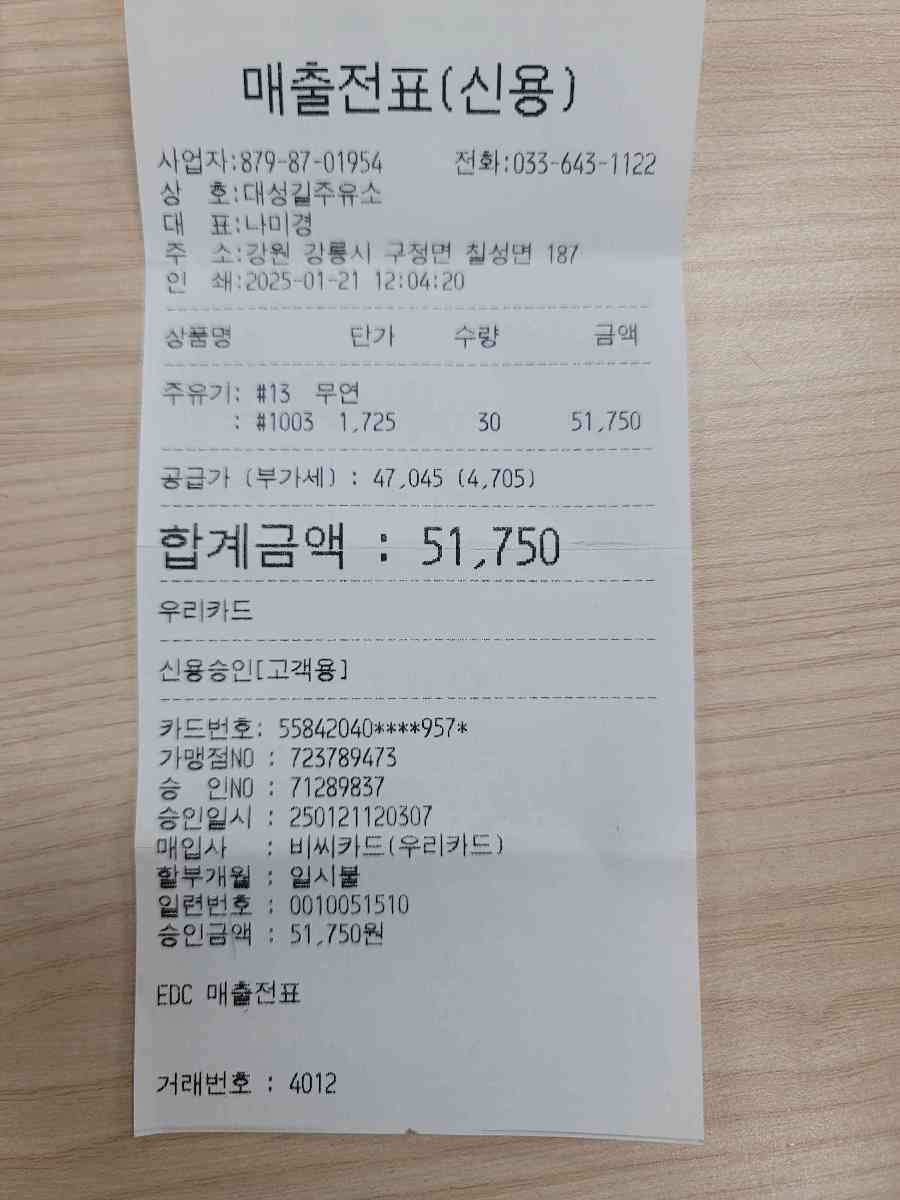 매출전표(신용)
사업자:879-87-01954 전화:033-643-1122
상 호:대성길주유소
대 표:나미경
주 소:강원 강릉시 구정면 칠성면 187
인 쇄:2025-01-21 12:04:20
상품명 단가 수량 금액
주유기: #13 무연
: #1003 1,725 30 51,750
공급가 (부가세) : 47,045 (4,705)
합계금액 : 51,750
우리카드
신용승인[고객용]
카드번호: 55842040****957*
가맹점NO : 723789473
승 인NO : 71289837
승인일시 : 250121120307
매입사 : 비씨카드(우리카드)
할부개월 : 일시불
일련번호 : 0010051510
승인금액 : 51,750원
EDC 매출전표
거래번호 : 4012